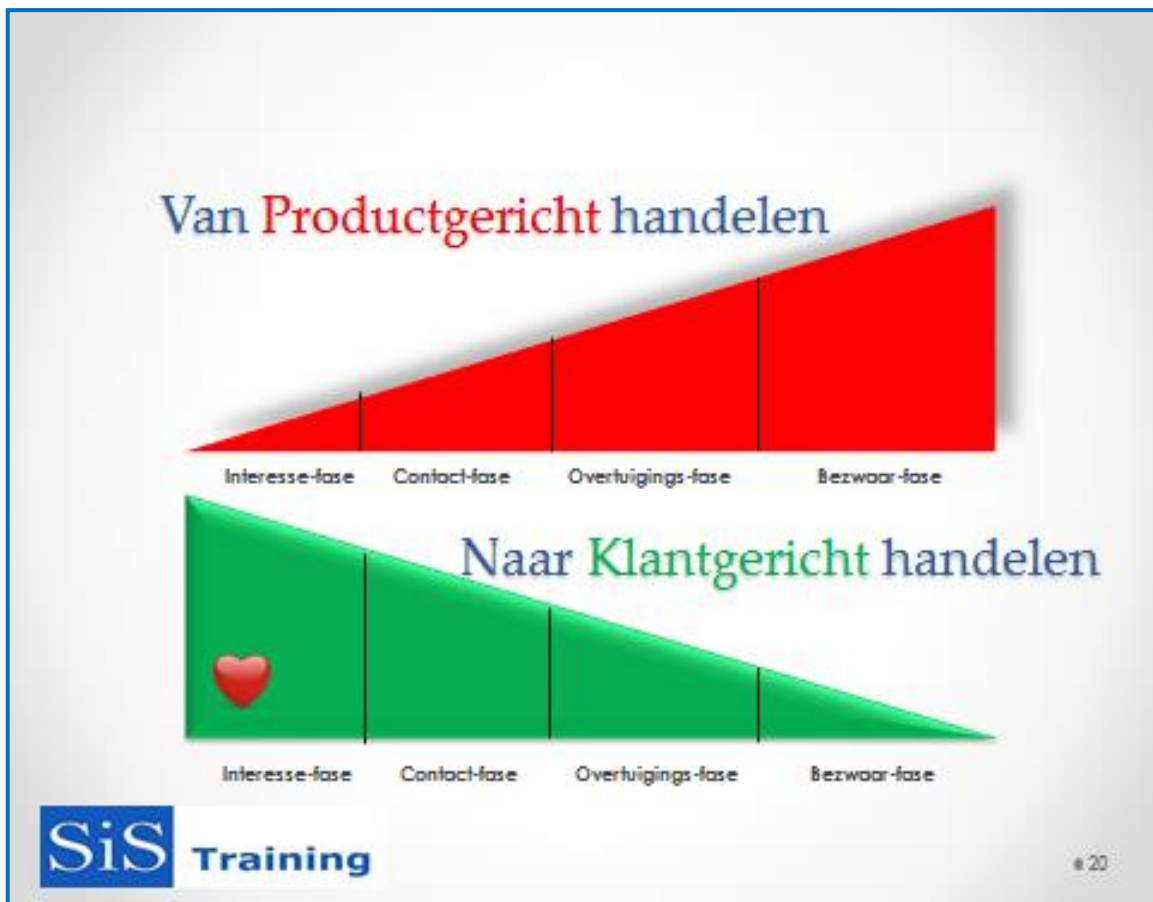 Van Productgericht handelen
Interesse-fase Contact-fase Overtuigings-fase Bezwaar-fase
Naar Klantgericht handelen
Interesse-fase Contact-fase Overtuigings-fase Bezwaar-fase
SiS Training
20